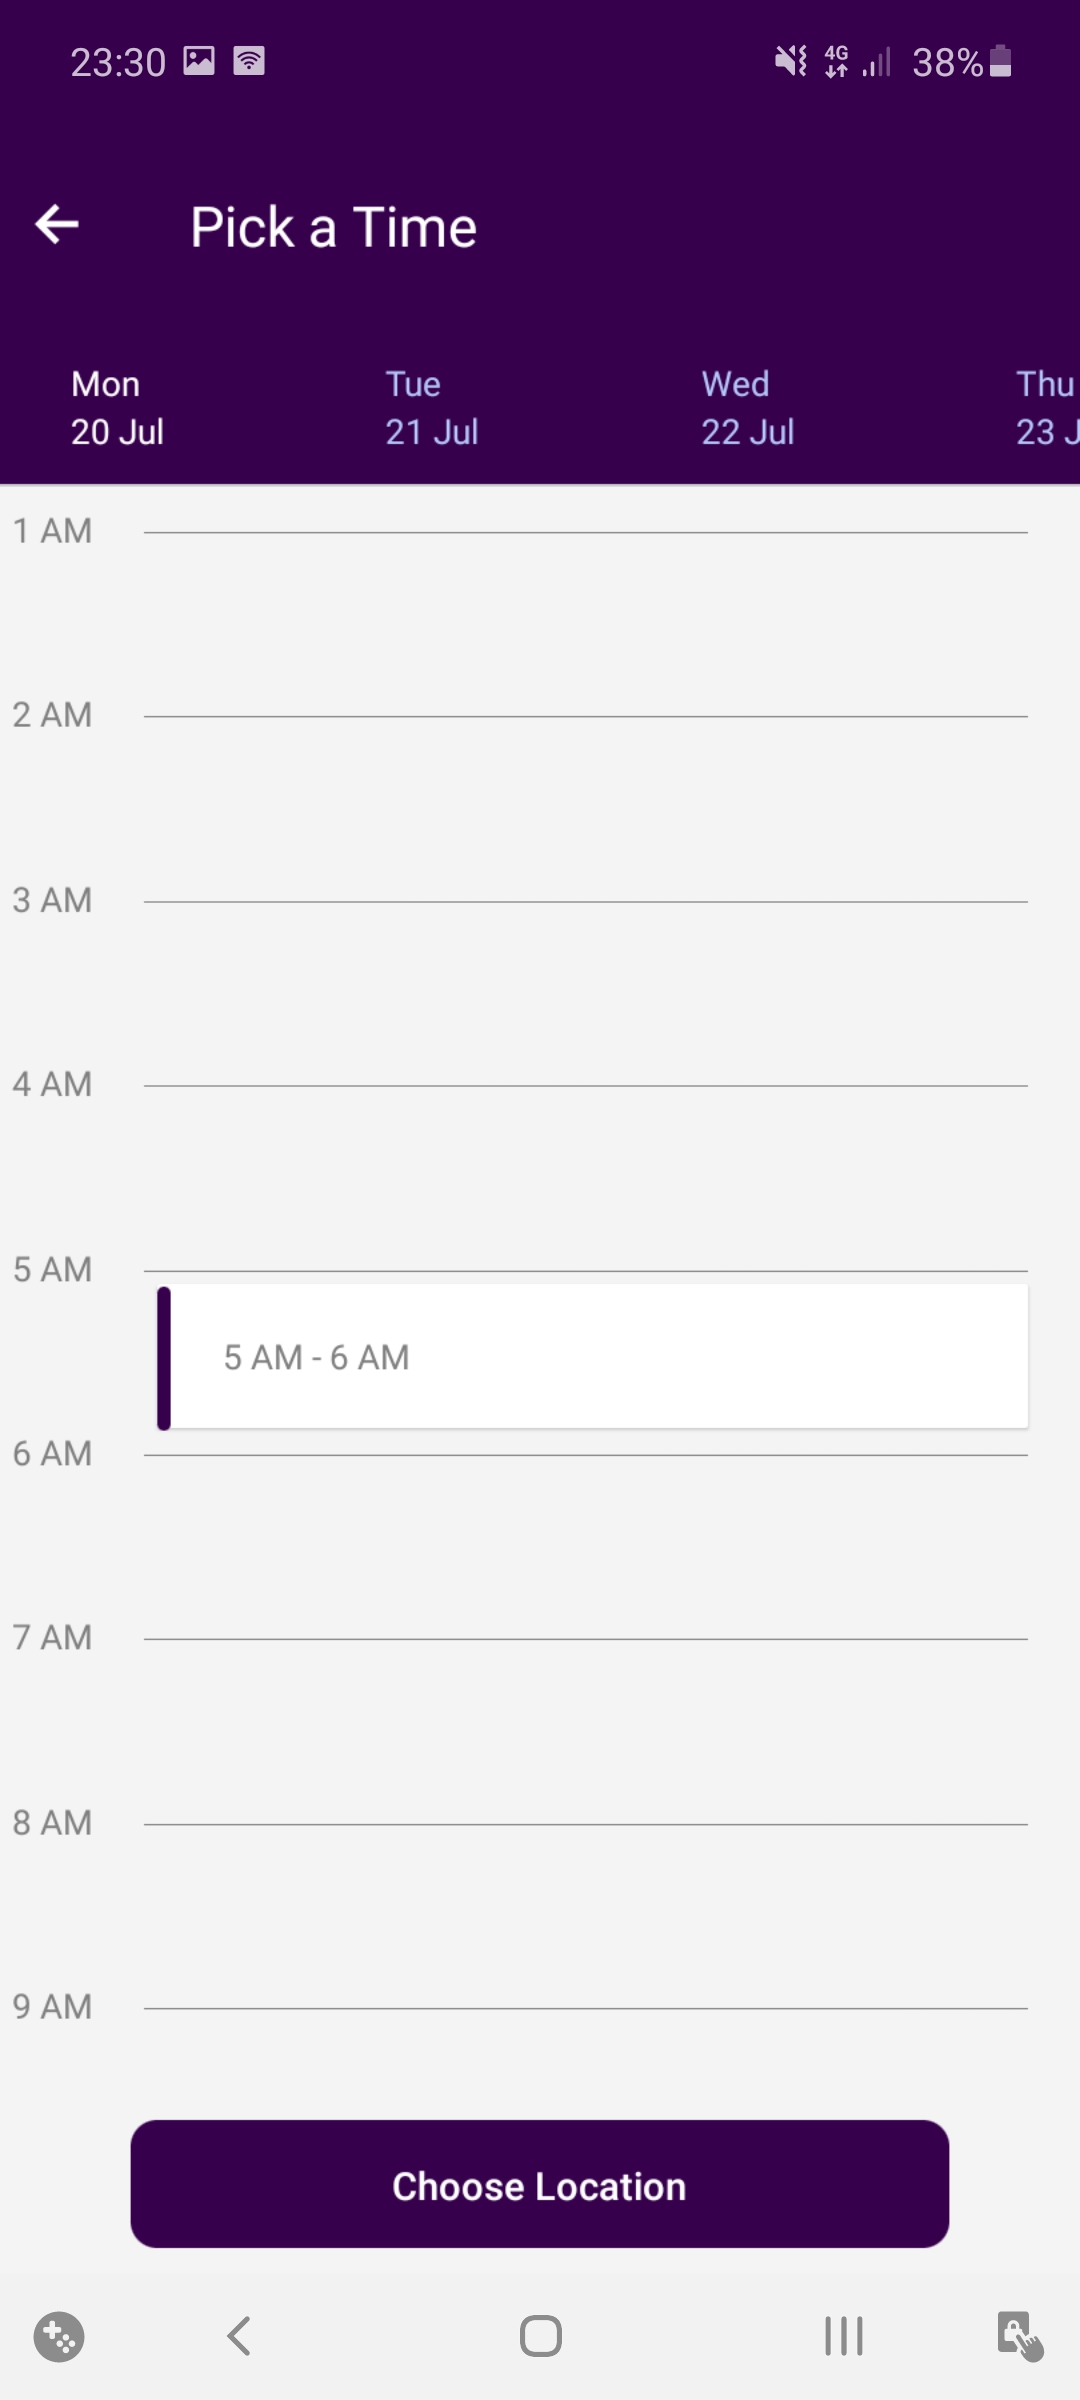 23:30 4G 38%
Pick a Time
Mon Tue Wed Thu
20 Jul 21 Jul 22 Jul 23 J
1 AM
2 AM
3 AM
4 AM
5 AM
5 AM - 6 AM
6 AM
7 AM
8 AM
9 AM
Choose Location